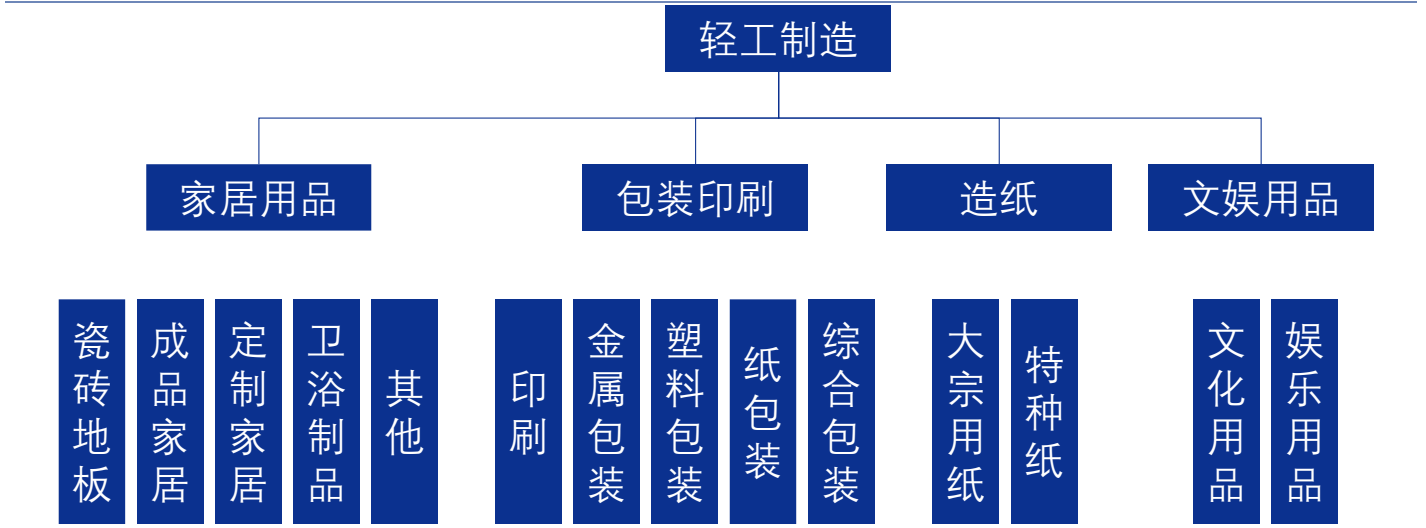 轻工制造
家居用品
包装印刷
造纸
文娱用品
瓷砖地板
成品家居
定制家居
卫浴制品
其他
印刷
金属包装
塑料包装
纸包装
综合包装
大宗用纸
特种纸
文化用品
娱乐用品